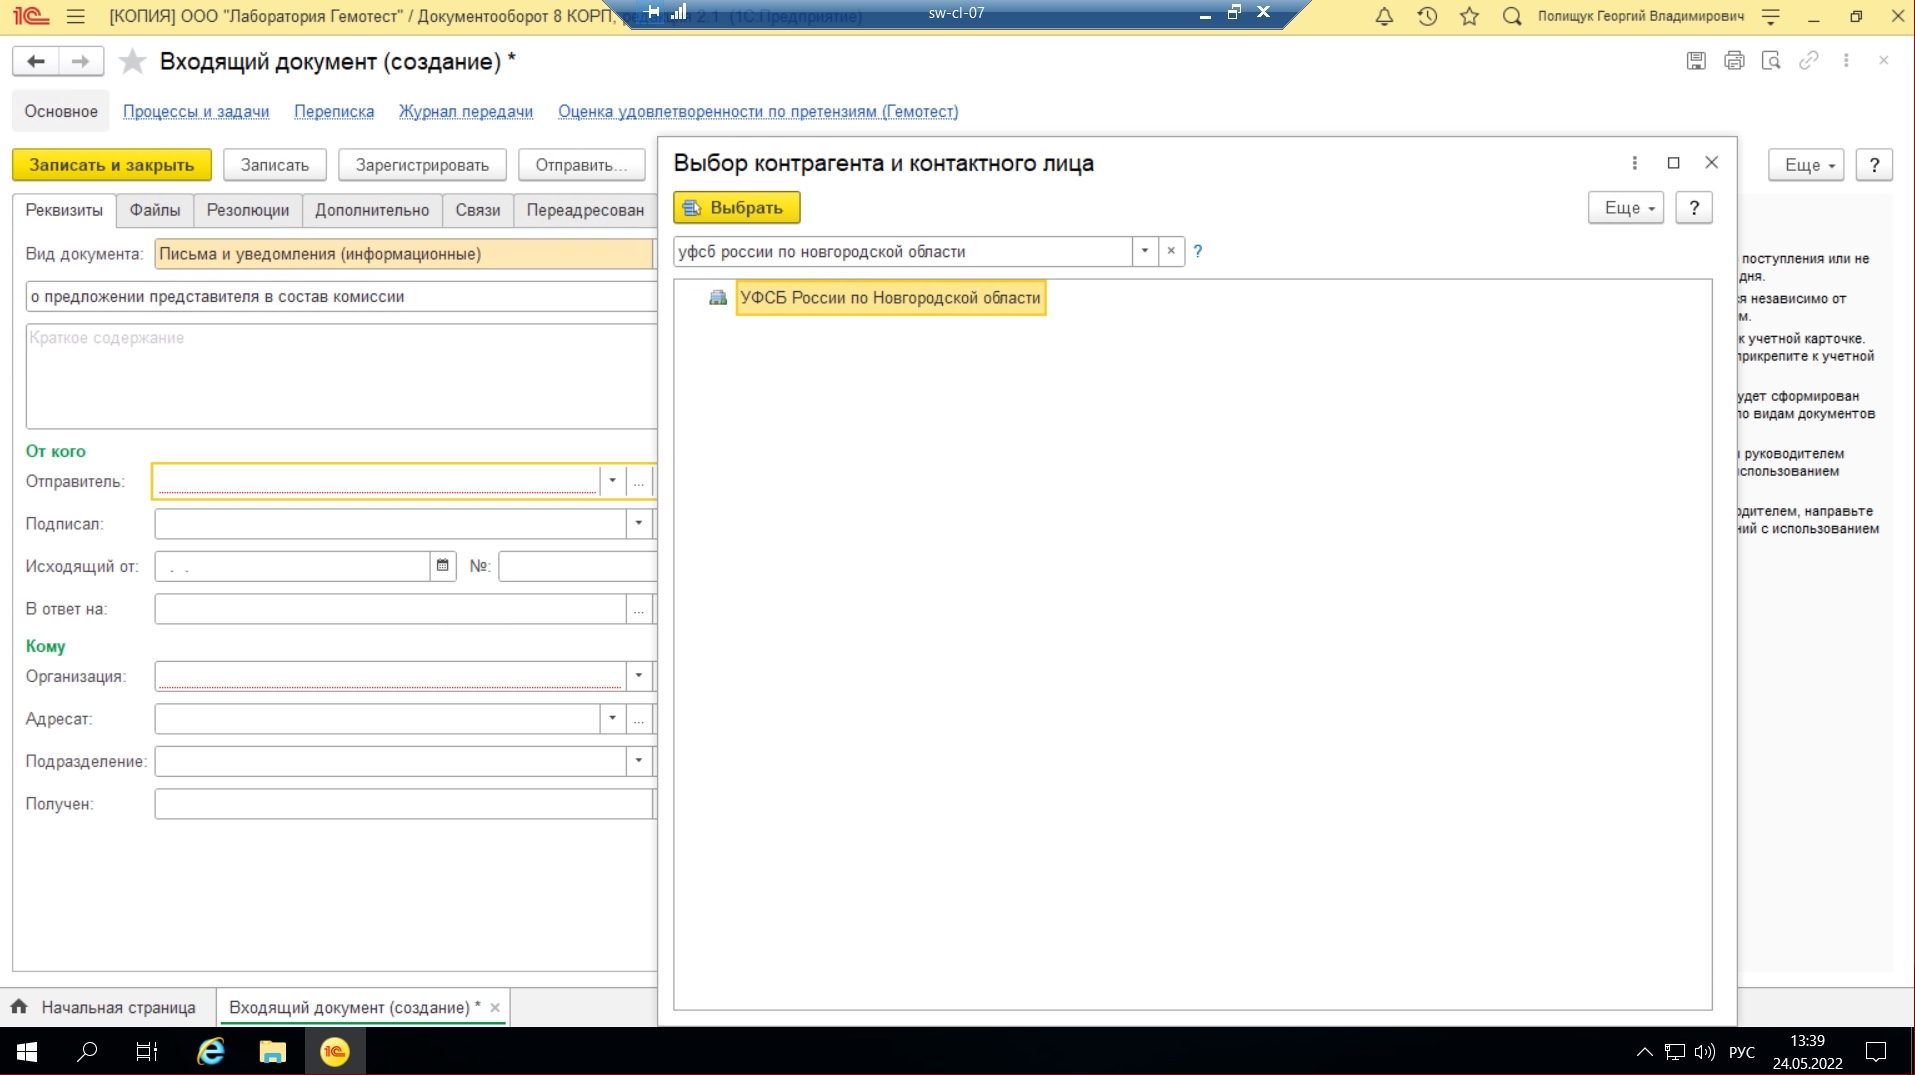 [КОПИЯ] ООО "Лаборатория Гемотест" / Документооборот 8 КОРП, редакция 2.1 (1С:Предприятие)
sw-cl-07
Полищук Георгий Владимирович
Входящий документ (создание) *
Основное
Процессы и задачи
Переписка
Журнал передачи
Оценка удовлетворенности по претензиям (Гемотест)
Записать и закрыть
Записать
Зарегистрировать
Отправить...
Еще
?
Реквизиты
Файлы
Резолюции
Дополнительно
Связи
Переадресован
Вид документа:
Письма и уведомления (информационные)
о предложении представителя в состав комиссии
Краткое содержание
От кого
Отправитель:
Подписал:
Исходящий от:
. .
№:
В ответ на:
Кому
Организация:
Адресат:
Подразделение:
Получен:
Выбор контрагента и контактного лица
Выбрать
Еще
?
уфсб россии по новгородской области
?
УФСБ России по Новгородской области
поступления или не
дня.
я независимо от
м.
к учетной карточке.
прикрепите к учетной
удет сформирован
по видам документов
руководителем
спользованием
одителем, направьте
ний с использованием
Начальная страница
Входящий документ (создание) *
РУС
13:39
24.05.2022